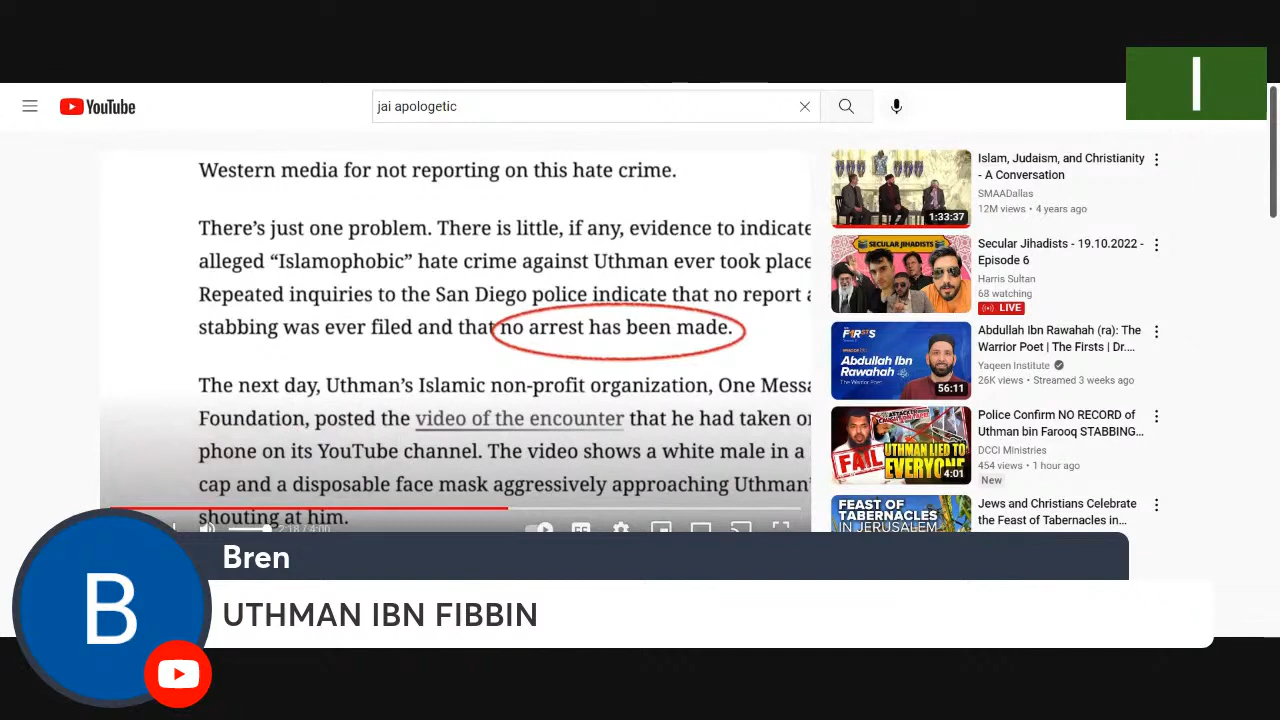 I
YouTube
jai apologetic
Western media for not reporting on this hate crime.
There's just one problem. There is little, if any, evidence to indicate
alleged “Islamophobic” hate crime against Uthman ever took place
Repeated inquiries to the San Diego police indicate that no report a
stabbing was ever filed and that no arrest has been made.
The next day, Uthman's Islamic non-profit organization, One Messa
Foundation, posted the video of the encounter that he had taken on
phone on its YouTube channel. The video shows a white male in a
cap and a disposable face mask aggressively approaching Uthman'
shouting at him.
2:18 / 4:00
1:33:37
Islam, Judaism, and Christianity
- A Conversation
SMAADallas
12M views • 4 years ago
SECULAR JIHADISTS
Secular Jihadists - 19.10.2022 -
Episode 6
Harris Sultan
68 watching
LIVE
FIRSTS
Abdullah Ibn
Rawahah
The Warrior Poet
56:11
Abdullah Ibn Rawahah (ra): The
Warrior Poet | The Firsts | Dr....
Yaqeen Institute
26K views • Streamed 3 weeks ago
FAIL
UTHMAN LIED TO
EVERYONE
4:01
Police Confirm NO RECORD of
Uthman bin Farooq STABBING...
DCCI Ministries
454 views • 1 hour ago
New
FEAST OF
TABERNACLES
IN JERUSALEM
Jews and Christians Celebrate
the Feast of Tabernacles in...
B
Bren
UTHMAN IBN FIBBIN